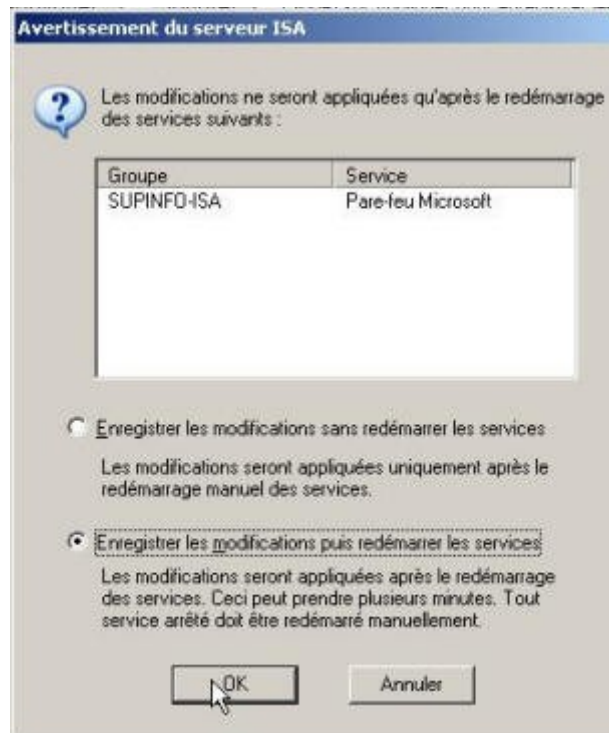 Avertissement du serveur ISA
Les modifications ne seront appliquées qu'après le redémarrage
des services suivants :
Groupe Service
SUPINFO-ISA Pare-feu Microsoft
Enregistrer les modifications sans redémarrer les services
Les modifications seront appliquées uniquement après le
redémarrage manuel des services.
Enregistrer les modifications puis redémarrer les services
Les modifications seront appliquées après le redémarrage
des services. Ceci peut prendre plusieurs minutes. Tout
service arrêté doit être redémarré manuellement.
OK Annuler